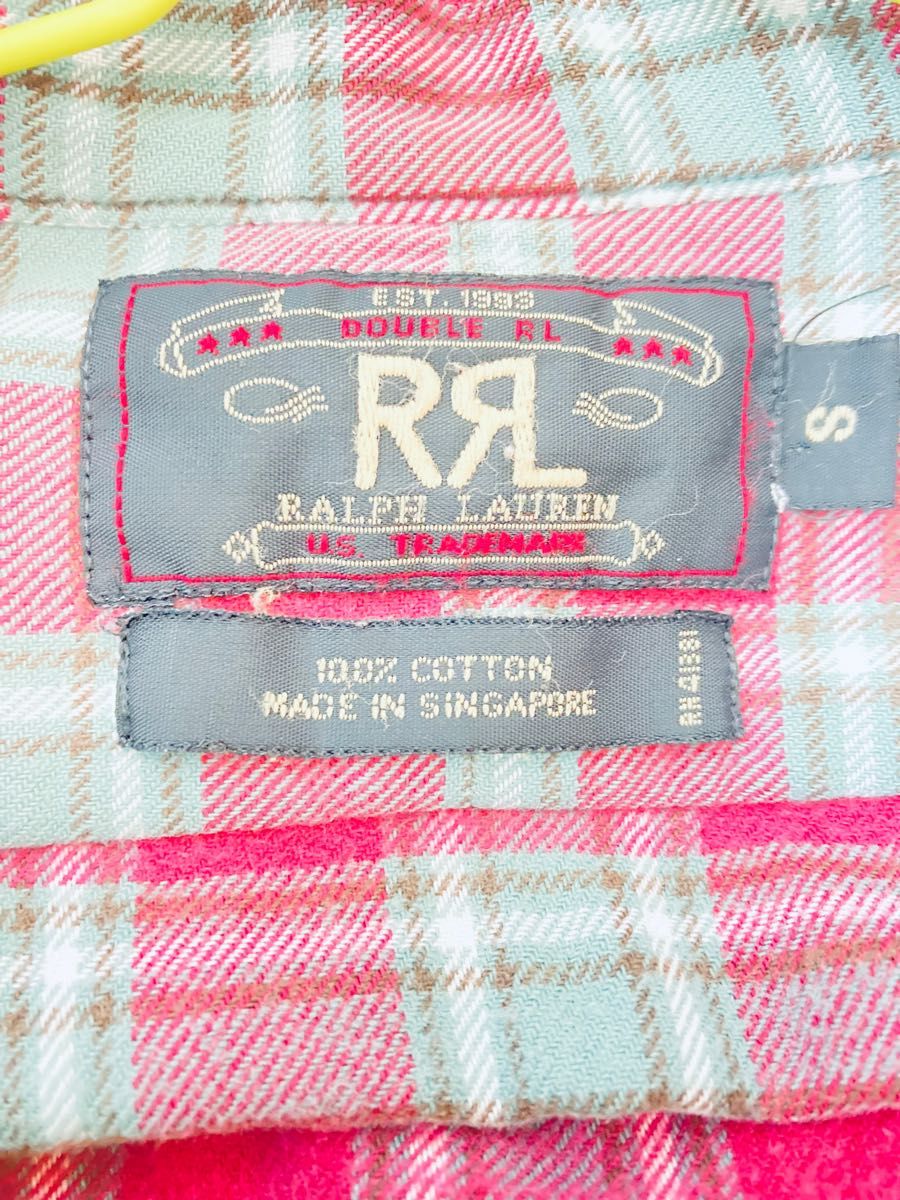 EST. 1993
DOUBLE RL
RRL
RALPH LAUREN
U.S. TRADEMARK
S
100% COTTON
MADE IN SINGAPORE